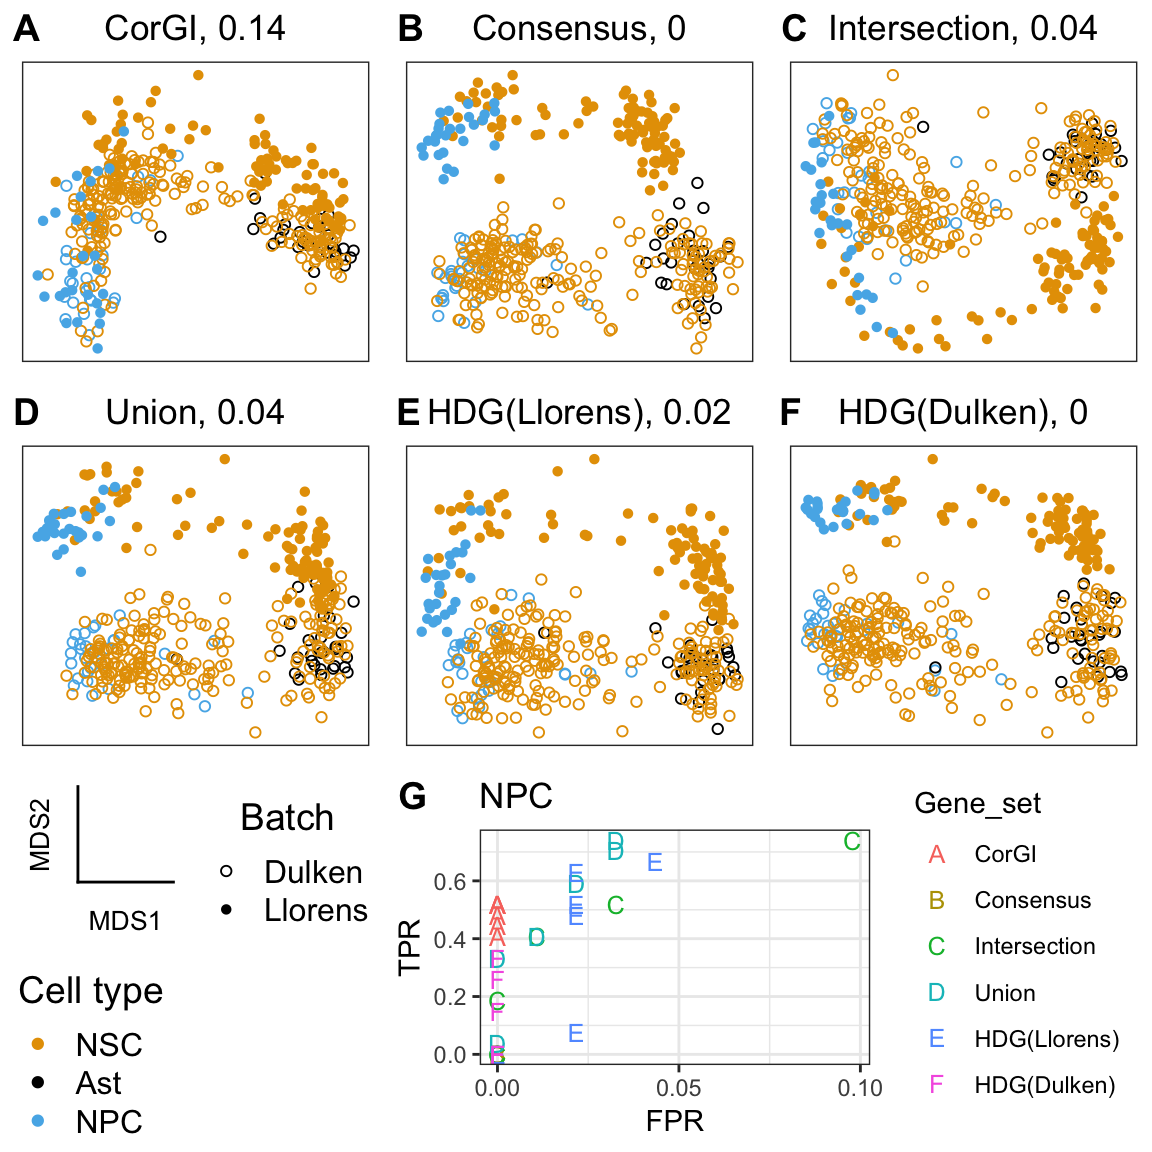 A CorGI, 0.14
B Consensus, 0
C Intersection, 0.04
D Union, 0.04
E HDG(Llorens), 0.02
F HDG(Dulken), 0
MDS2
MDS1
Batch
Dulken
Llorens
Cell type
NSC
Ast
NPC
G NPC
TPR
0.6
0.4
0.2
0.0
0.00 0.05 0.10
FPR
Gene_set
A CorGI
B Consensus
C Intersection
D Union
E HDG(Llorens)
F HDG(Dulken)